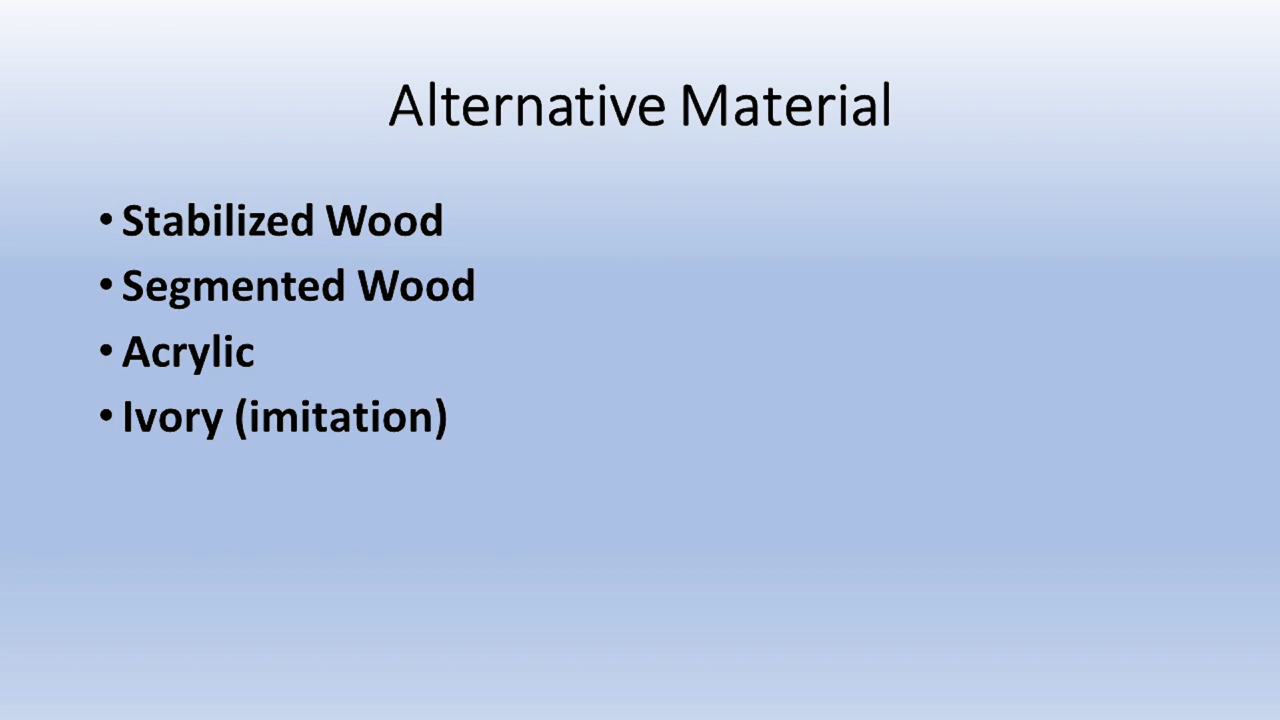 Alternative Material
• Stabilized Wood
• Segmented Wood
• Acrylic
• Ivory (imitation)